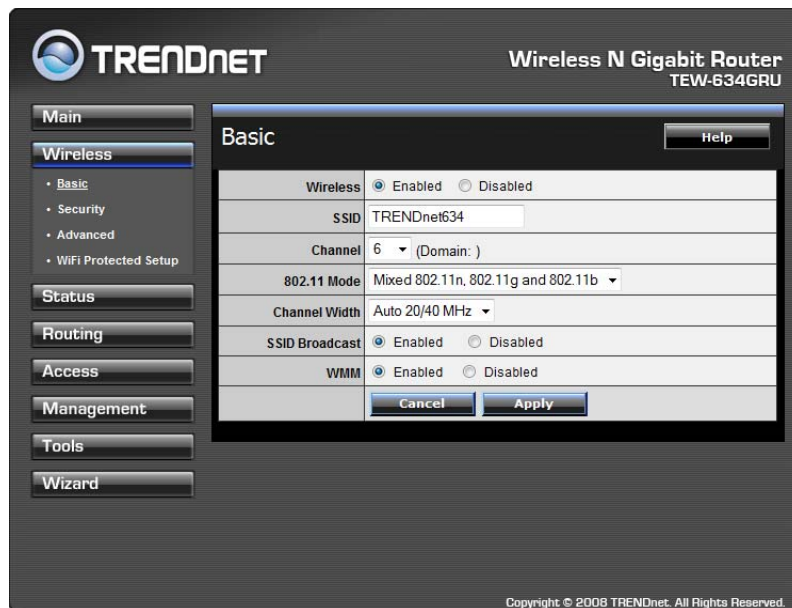 TRENDNET
Wireless N Gigabit Router
TEW-634GRU
Main
Wireless
• Basic
• Security
• Advanced
• WiFi Protected Setup
Status
Routing
Access
Management
Tools
Wizard
Basic
Help
Wireless Enabled Disabled
SSID TRENDnet634
Channel 6 (Domain: )
802.11 Mode Mixed 802.11n, 802.11g and 802.11b
Channel Width Auto 20/40 MHz
SSID Broadcast Enabled Disabled
WMM Enabled Disabled
Cancel Apply
Copyright © 2008 TRENDnet. All Rights Reserved.